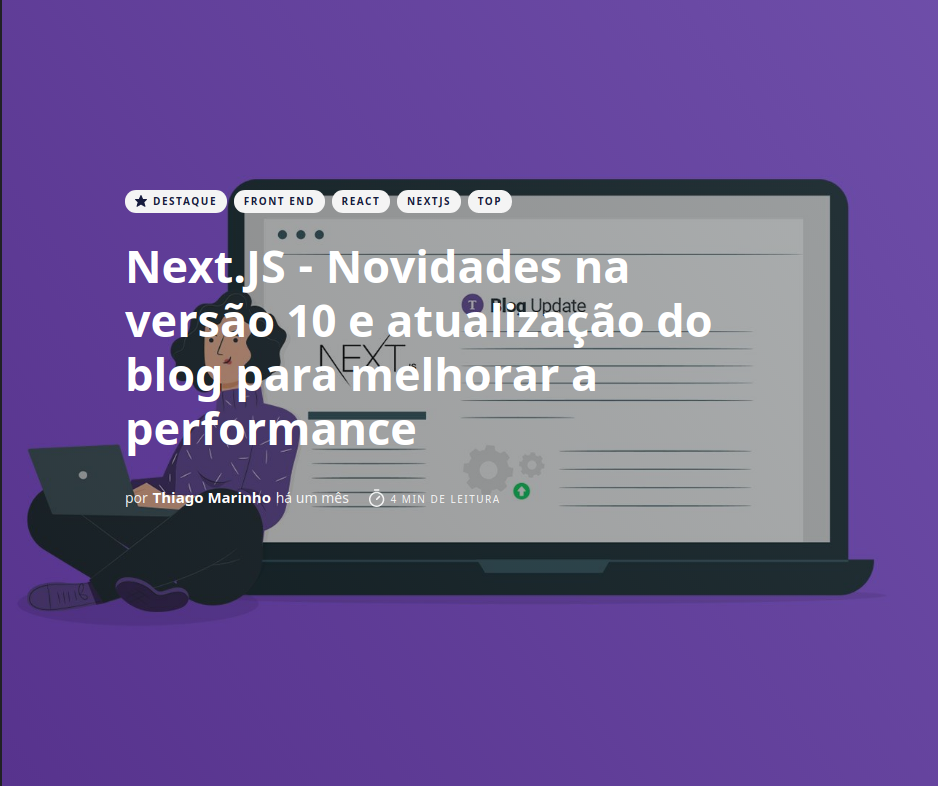 DESTAQUE FRONT END REACT NEXTJS TOP
Next.JS - Novidades na
versão 10 e atualização do
blog para melhorar a
performance
por Thiago Marinho há um mês 4 MIN DE LEITURA
T Blog Update
NEXT.JS